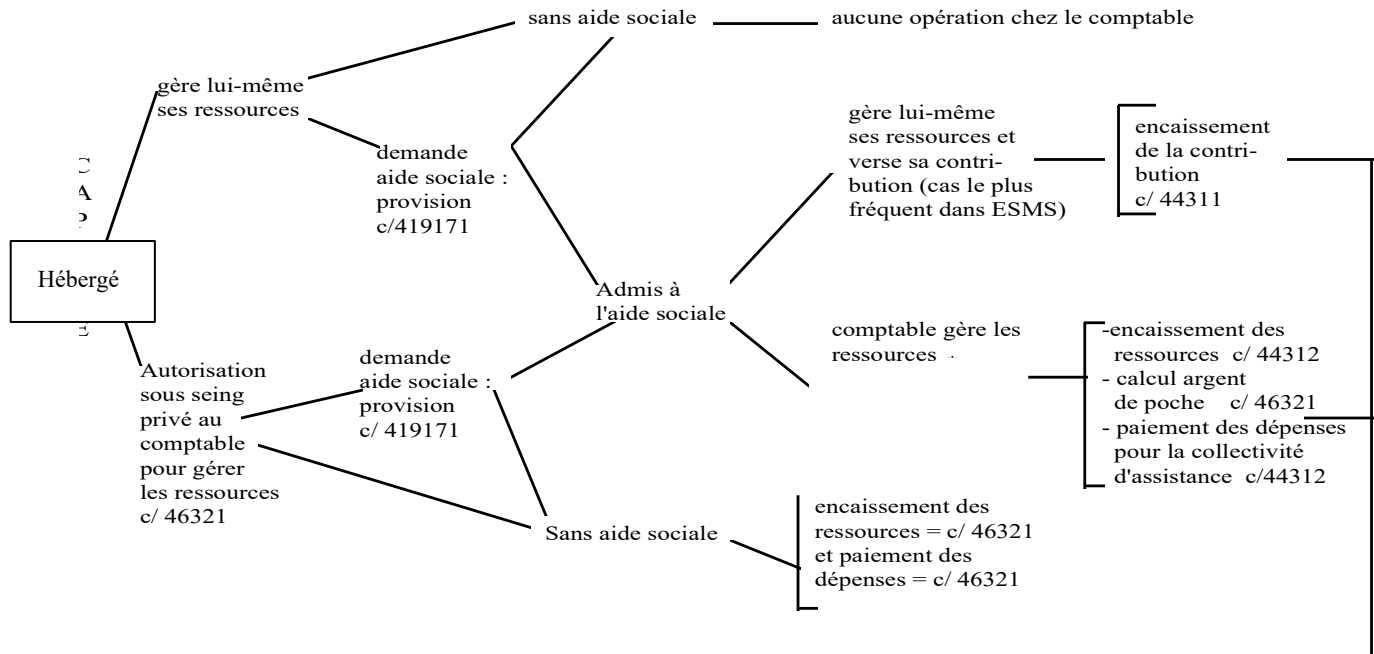 sans aide sociale
aucune opération chez le comptable
gère lui-même
ses ressources
demande
aide sociale :
provision
c/419171
gère lui-même
ses ressources et
verse sa contri-
bution (cas le plus
fréquent dans ESMS)
encaissement
de la contri-
bution
c/ 44311
C
A
P
E
Hébergé
Admis à
l'aide sociale
comptable gère les
ressources
-encaissement des
ressources c/ 44312
- calcul argent
de poche c/ 46321
- paiement des dépenses
pour la collectivité
d'assistance c/44312
Autorisation
sous seing
privé au
comptable
pour gérer
les ressources
c/ 46321
demande
aide sociale :
provision
c/ 419171
Sans aide sociale
encaissement des
ressources = c/ 46321
et paiement des
dépenses = c/ 46321